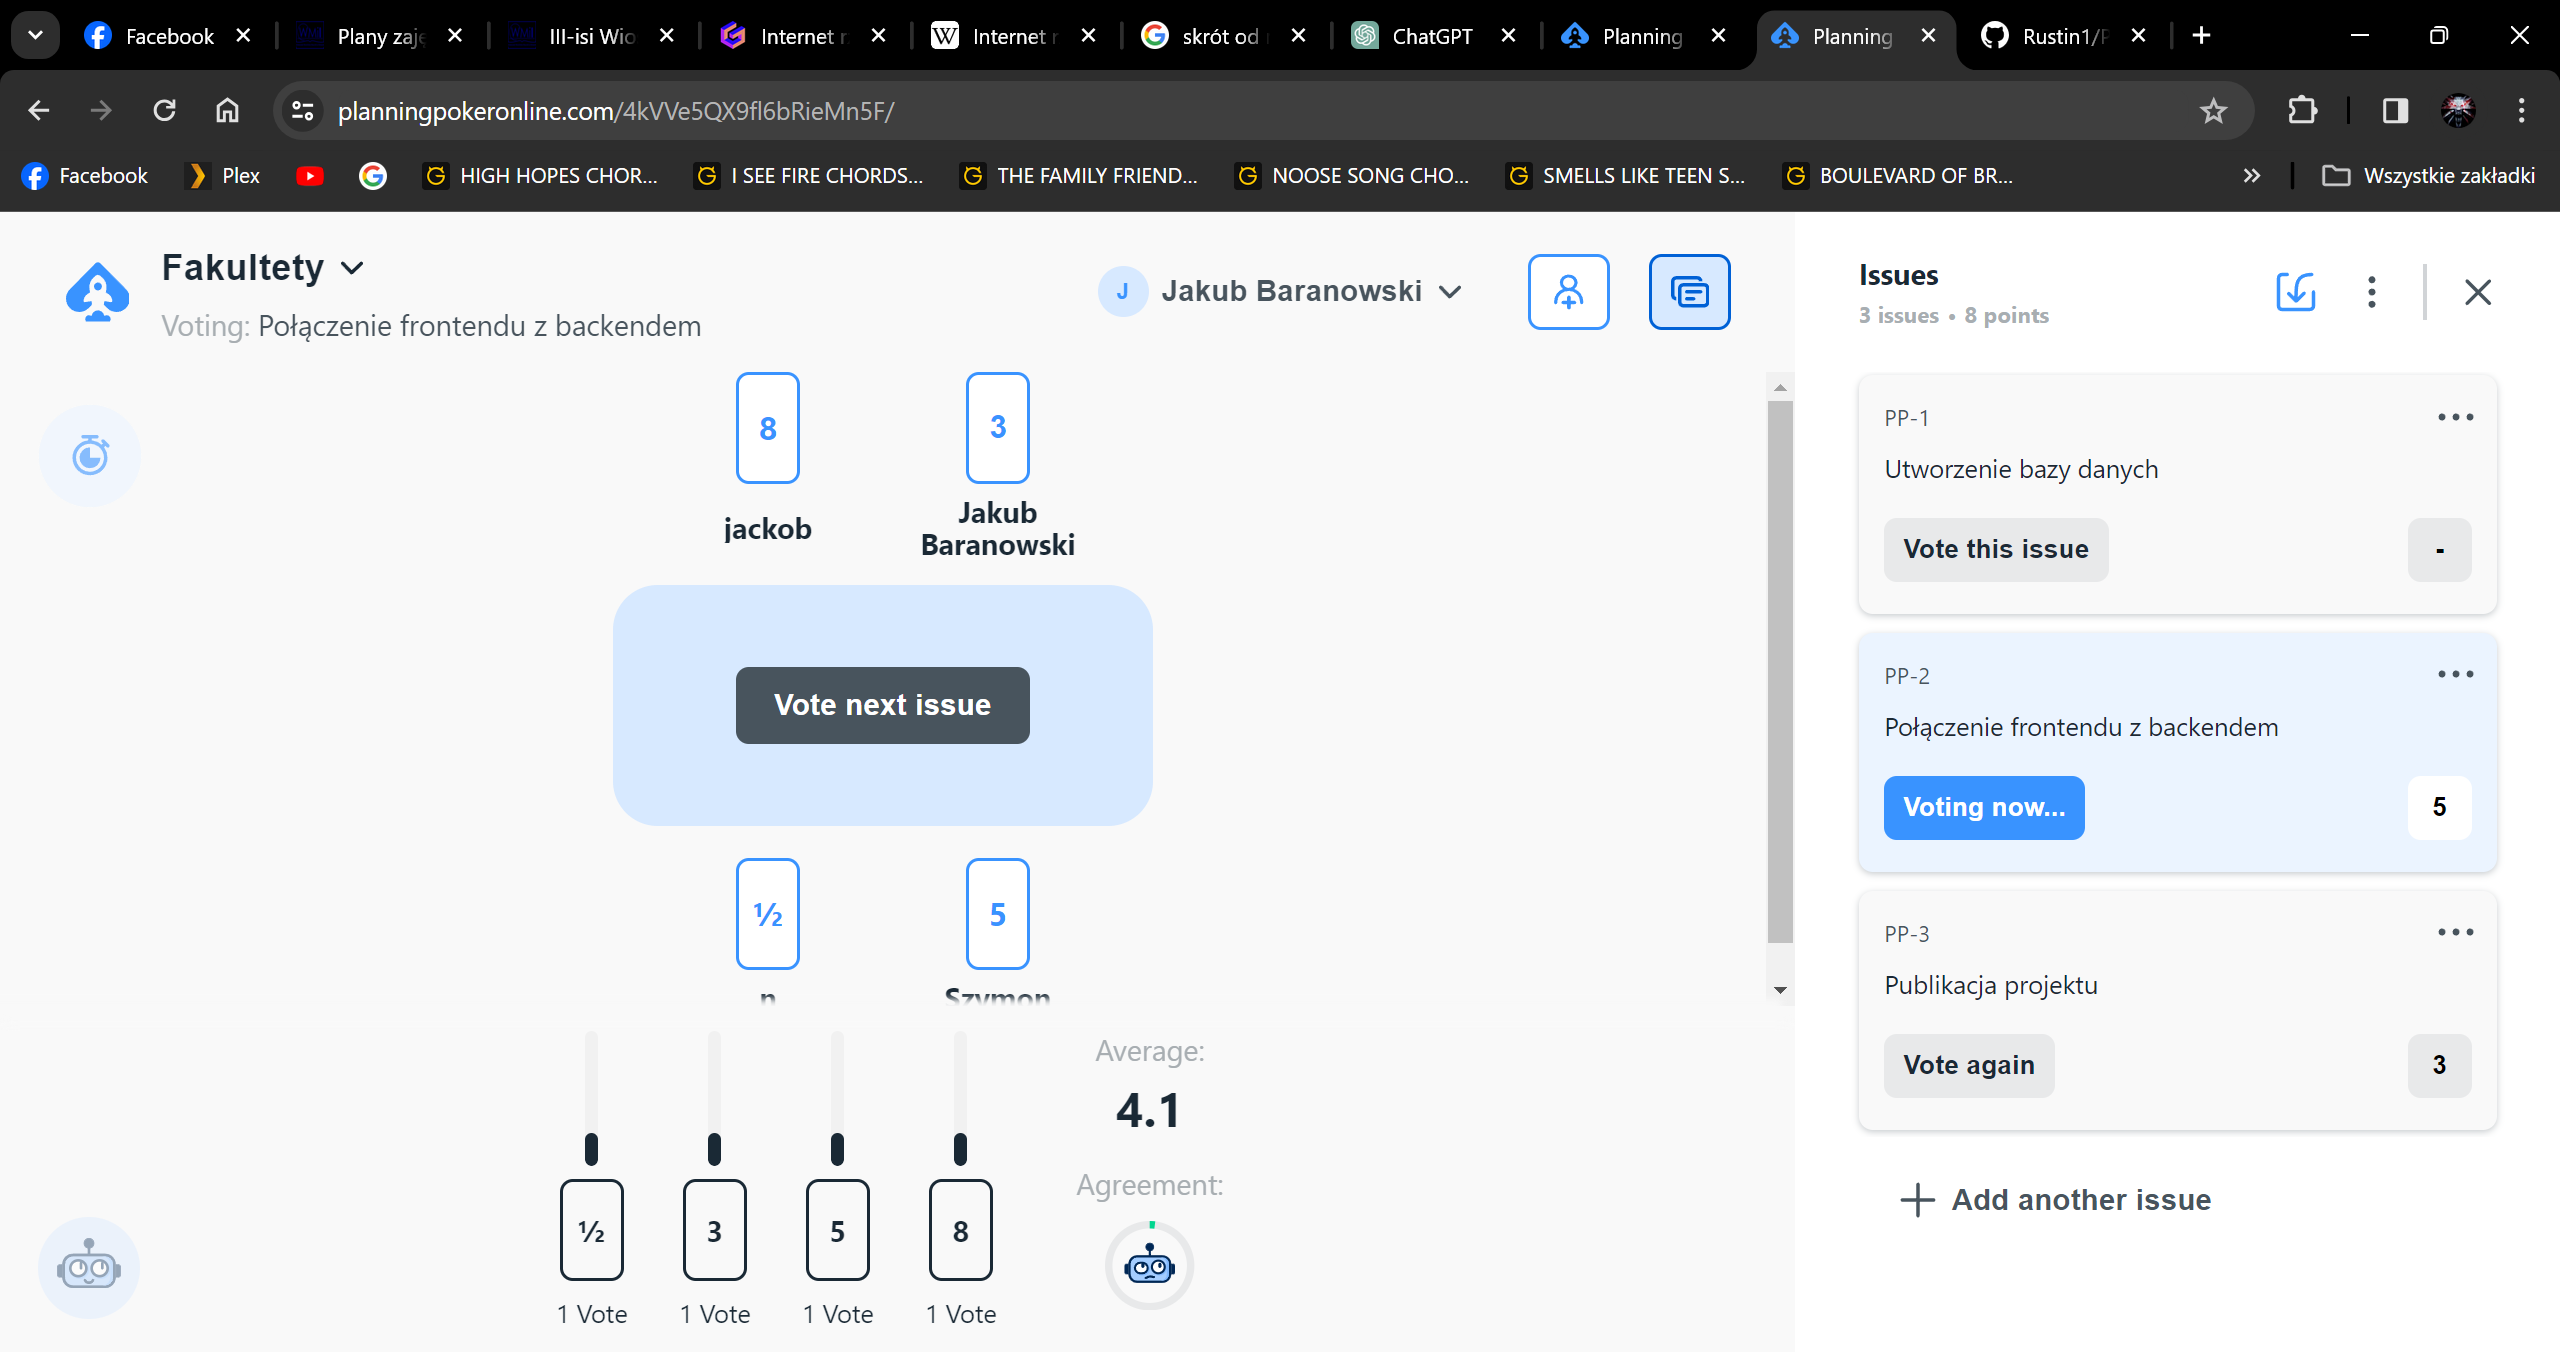 Facebook
Plany zaję
III-isi Wio
Internet r
Internet r
skrót od
ChatGPT
Planning
Planning
Rustin1/P
planningpokeronline.com/4kVVe5QX9fl6bRieMn5F/
Facebook
Plex
HIGH HOPES CHOR...
I SEE FIRE CHORDS...
THE FAMILY FRIEND...
NOOSE SONG CHO...
SMELLS LIKE TEEN S...
BOULEVARD OF BR...
Wszystkie zakładki
Fakultety
Voting: Połączenie frontendu z backendem
J
Jakub Baranowski
8
3
jackob
Jakub
Baranowski
Vote next issue
½
5
n
Szymon
½
3
5
8
1 Vote
1 Vote
1 Vote
1 Vote
Average:
4.1
Agreement:
Issues
3 issues • 8 points
PP-1
Utworzenie bazy danych
Vote this issue
-
PP-2
Połączenie frontendu z backendem
Voting now...
5
PP-3
Publikacja projektu
Vote again
3
Add another issue